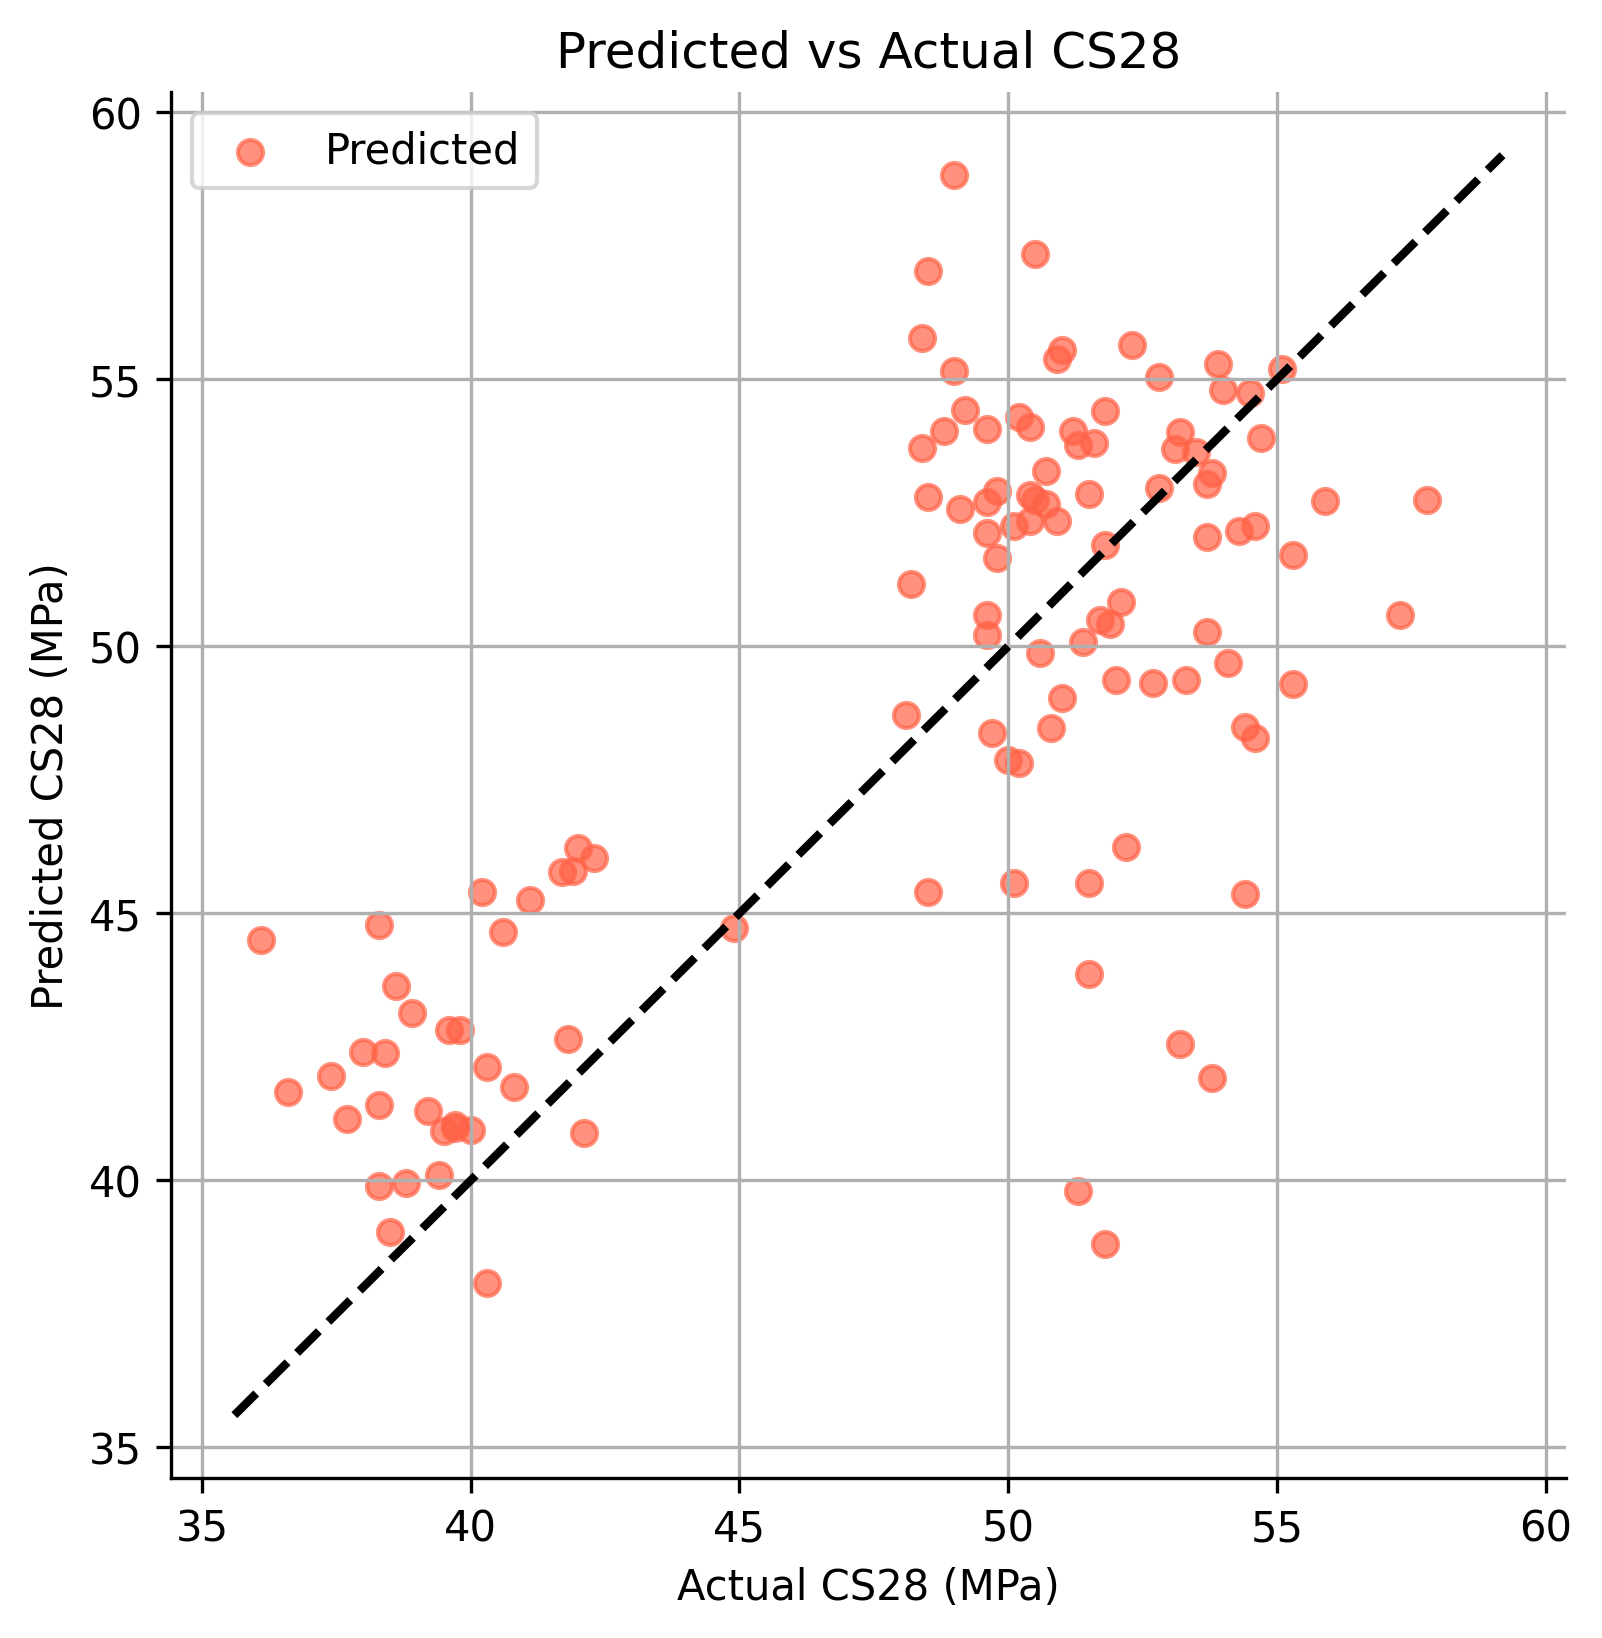 Predicted vs Actual CS28
Predicted
60
55
50
45
40
35
Predicted CS28 (MPa)
35 40 45 50 55 60
Actual CS28 (MPa)